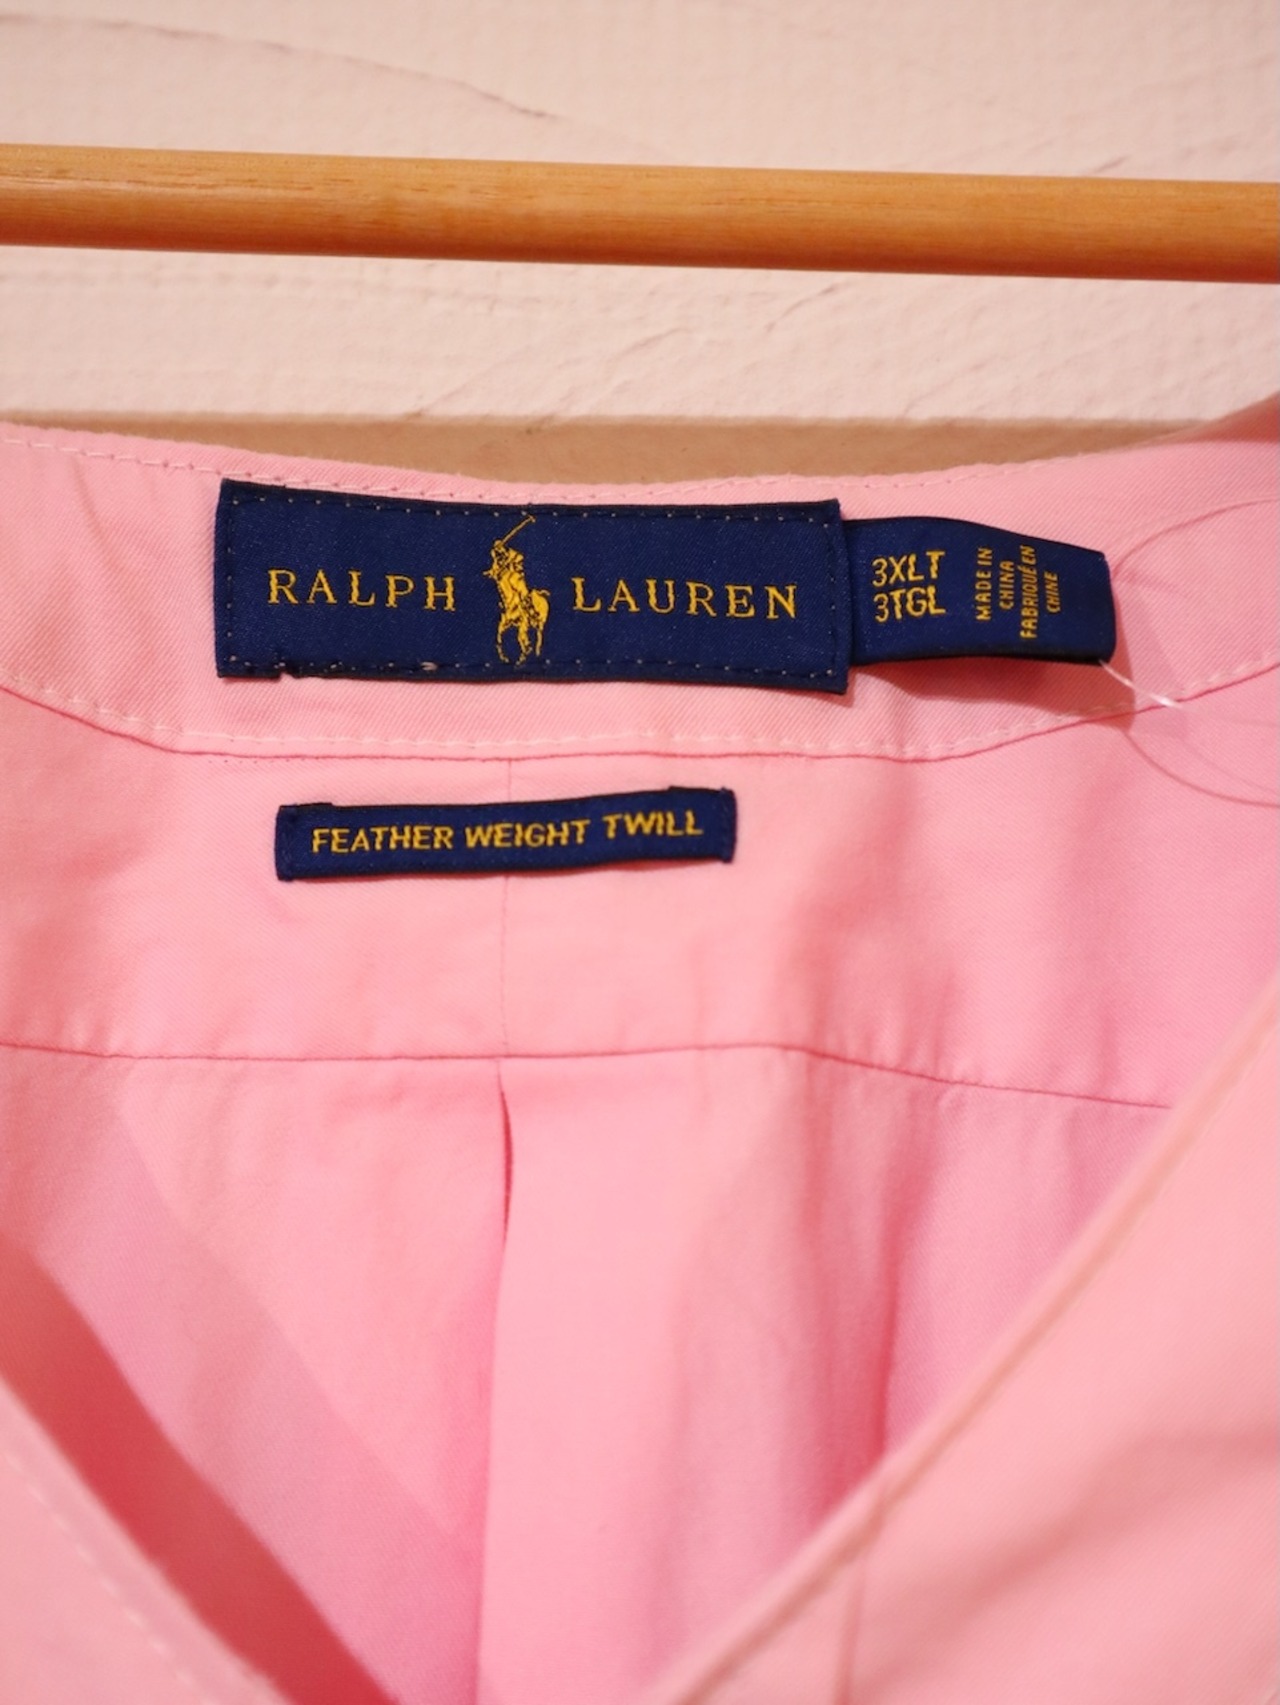 RALPH LAUREN
3XLT
3TGL
MADE IN
CHINA
FABRIQUÉ EN
CHINE
FEATHER WEIGHT TWILL